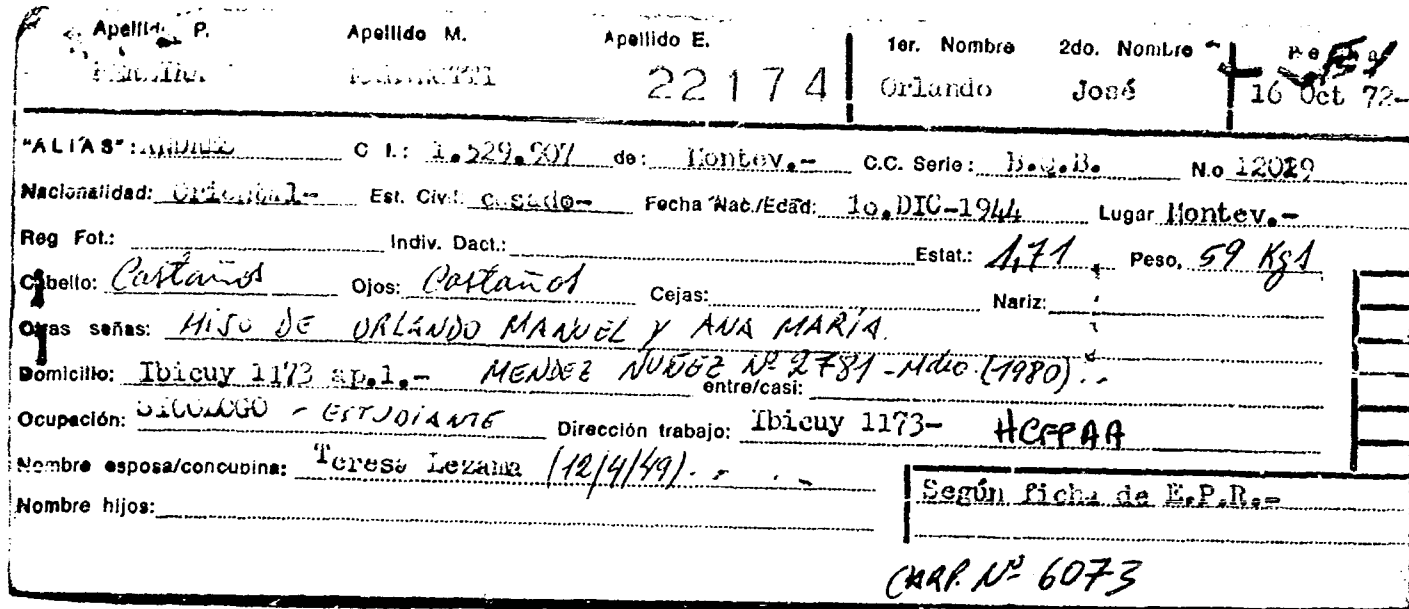 Apellido P. Apellido M. Apellido E. 1er. Nombre 2do. Nombre
22174 Orlando José 16 Oct 72-
"ALIAS": C I.: 1.529.907 de: Montev.- C.C. Serie: B.Q.B. N.o 12019
Nacionalidad: Oriental- Est. Civil: casado- Fecha Nac./Edad: 1o.DIC-1944 Lugar Montev.-
Reg Fot.: Indiv. Dact.: Estat.: 1,71 Peso, 59 Kgs
Cabello: Castaños Ojos: Castaños Cejas: Nariz:
Otras señas: HIJO DE ORLANDO MANUEL Y ANA MARÍA.
Domicilio: Ibicuy 1173 ap.1.- MENDEZ NUÑEZ Nº 2781 - Mdeo. (1980).. entre/casi:
Ocupación: SICOLOGO - ESTUDIANTE Dirección trabajo: Ibicuy 1173- HCFFAA
Nombre esposa/concubina: Teresa Lezama (12/4/49).-
Nombre hijos:
Según ficha de E.P.R.-
CARP. Nº 6073